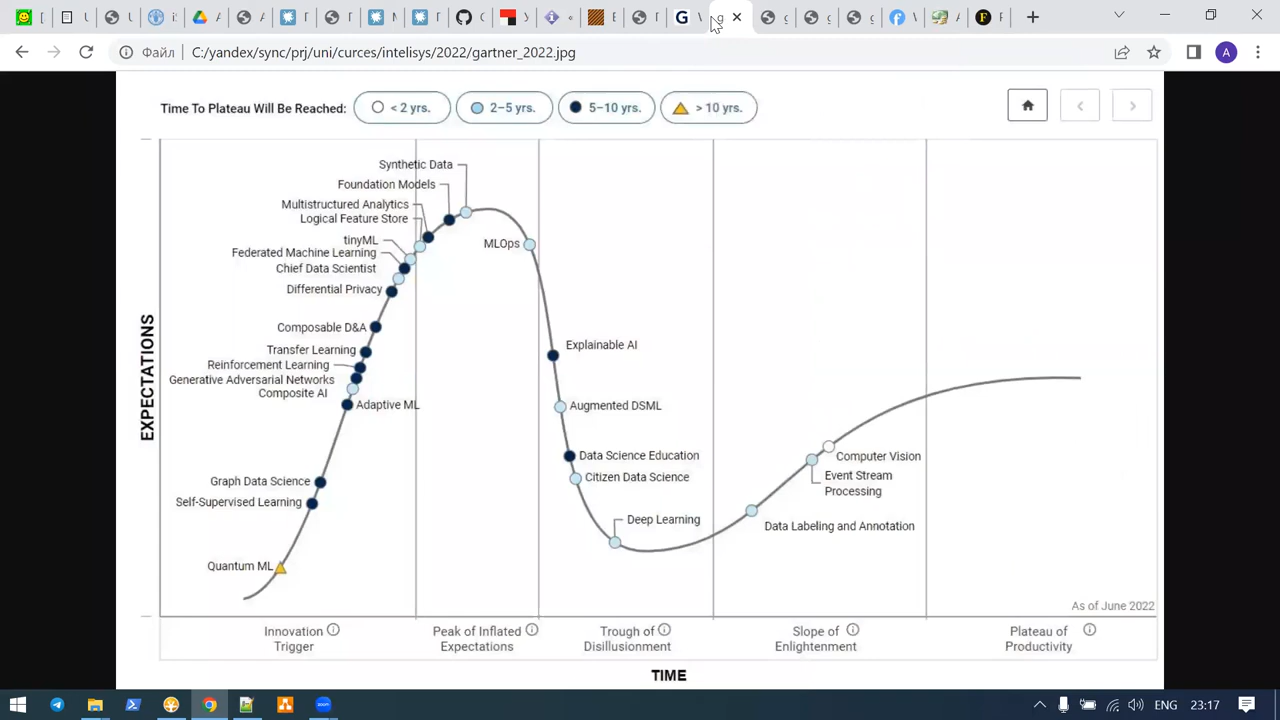 Файл
C:/yandex/sync/prj/uni/curces/intelisys/2022/gartner_2022.jpg
A
Time To Plateau Will Be Reached:
< 2 yrs.
2–5 yrs.
5–10 yrs.
> 10 yrs.
Synthetic Data
Foundation Models
Multistructured Analytics
Logical Feature Store
tinyML
Federated Machine Learning
Chief Data Scientist
Differential Privacy
Composable D&A
Transfer Learning
Reinforcement Learning
Generative Adversarial Networks
Composite AI
Adaptive ML
Graph Data Science
Self-Supervised Learning
Quantum ML
MLOps
Explainable AI
Augmented DSML
Data Science Education
Citizen Data Science
Deep Learning
Computer Vision
Event Stream
Processing
Data Labeling and Annotation
EXPECTATIONS
As of June 2022
Innovation
Trigger
Peak of Inflated
Expectations
Trough of
Disillusionment
Slope of
Enlightenment
Plateau of
Productivity
TIME
ENG
23:17